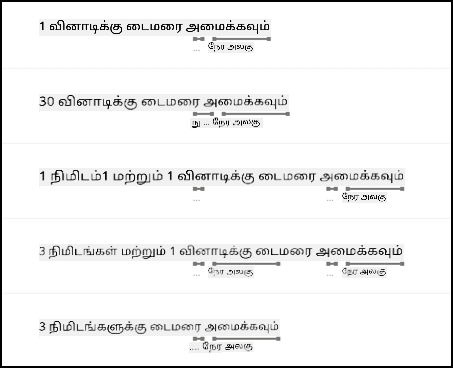 1 வினாடிக்கு டைமரை அமைக்கவும்
... நேர அலகு
30 வினாடிக்கு டைமரை அமைக்கவும்
நு ... நேர அலகு
1 நிமிடம்1 மற்றும் 1 வினாடிக்கு டைமரை அமைக்கவும்
... ... நேர அலகு
3 நிமிடங்கள் மற்றும் 1 வினாடிக்கு டைமரை அமைக்கவும்
... நேர அலகு ... நேர அலகு
3 நிமிடங்களுக்கு டைமரை அமைக்கவும்
.... நேர அலகு